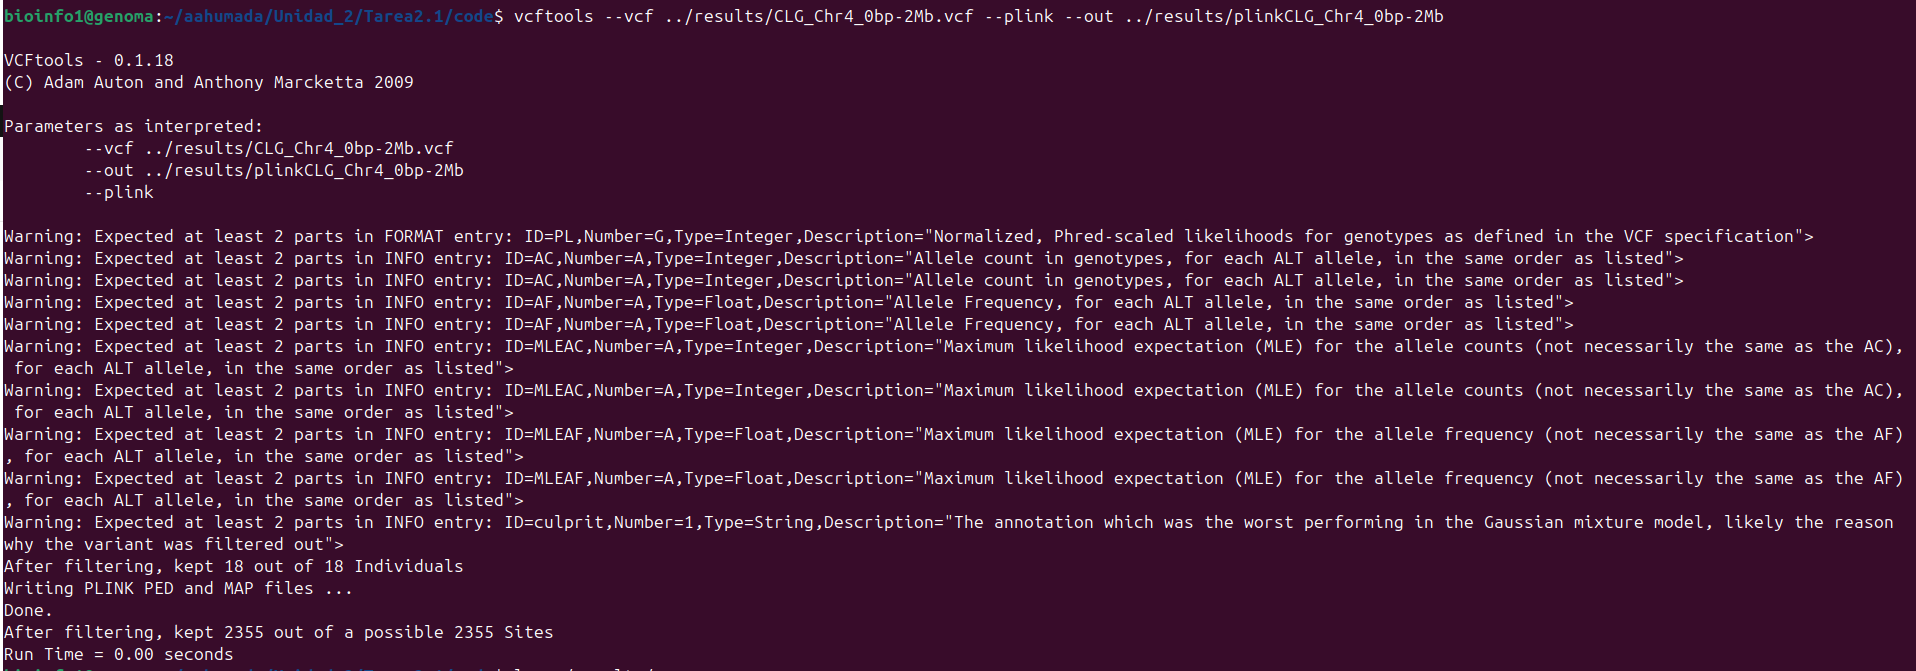 bioinfo1@genoma:~/aahumada/Unidad_2/Tarea2.1/code$ vcftools --vcf ../results/CLG_Chr4_0bp-2Mb.vcf --plink --out ../results/plinkCLG_Chr4_0bp-2Mb
VCFtools - 0.1.18
(C) Adam Auton and Anthony Marcketta 2009
Parameters as interpreted:
--vcf ../results/CLG_Chr4_0bp-2Mb.vcf
--out ../results/plinkCLG_Chr4_0bp-2Mb
--plink
Warning: Expected at least 2 parts in FORMAT entry: ID=PL,Number=G,Type=Integer,Description="Normalized, Phred-scaled likelihoods for genotypes as defined in the VCF specification">
Warning: Expected at least 2 parts in INFO entry: ID=AC,Number=A,Type=Integer,Description="Allele count in genotypes, for each ALT allele, in the same order as listed">
Warning: Expected at least 2 parts in INFO entry: ID=AC,Number=A,Type=Integer,Description="Allele count in genotypes, for each ALT allele, in the same order as listed">
Warning: Expected at least 2 parts in INFO entry: ID=AF,Number=A,Type=Float,Description="Allele Frequency, for each ALT allele, in the same order as listed">
Warning: Expected at least 2 parts in INFO entry: ID=AF,Number=A,Type=Float,Description="Allele Frequency, for each ALT allele, in the same order as listed">
Warning: Expected at least 2 parts in INFO entry: ID=MLEAC,Number=A,Type=Integer,Description="Maximum likelihood expectation (MLE) for the allele counts (not necessarily the same as the AC),
for each ALT allele, in the same order as listed">
Warning: Expected at least 2 parts in INFO entry: ID=MLEAC,Number=A,Type=Integer,Description="Maximum likelihood expectation (MLE) for the allele counts (not necessarily the same as the AC),
for each ALT allele, in the same order as listed">
Warning: Expected at least 2 parts in INFO entry: ID=MLEAF,Number=A,Type=Float,Description="Maximum likelihood expectation (MLE) for the allele frequency (not necessarily the same as the AF)
, for each ALT allele, in the same order as listed">
Warning: Expected at least 2 parts in INFO entry: ID=MLEAF,Number=A,Type=Float,Description="Maximum likelihood expectation (MLE) for the allele frequency (not necessarily the same as the AF)
, for each ALT allele, in the same order as listed">
Warning: Expected at least 2 parts in INFO entry: ID=culprit,Number=1,Type=String,Description="The annotation which was the worst performing in the Gaussian mixture model, likely the reason
why the variant was filtered out">
After filtering, kept 18 out of 18 Individuals
Writing PLINK PED and MAP files ...
Done.
After filtering, kept 2355 out of a possible 2355 Sites
Run Time = 0.00 seconds